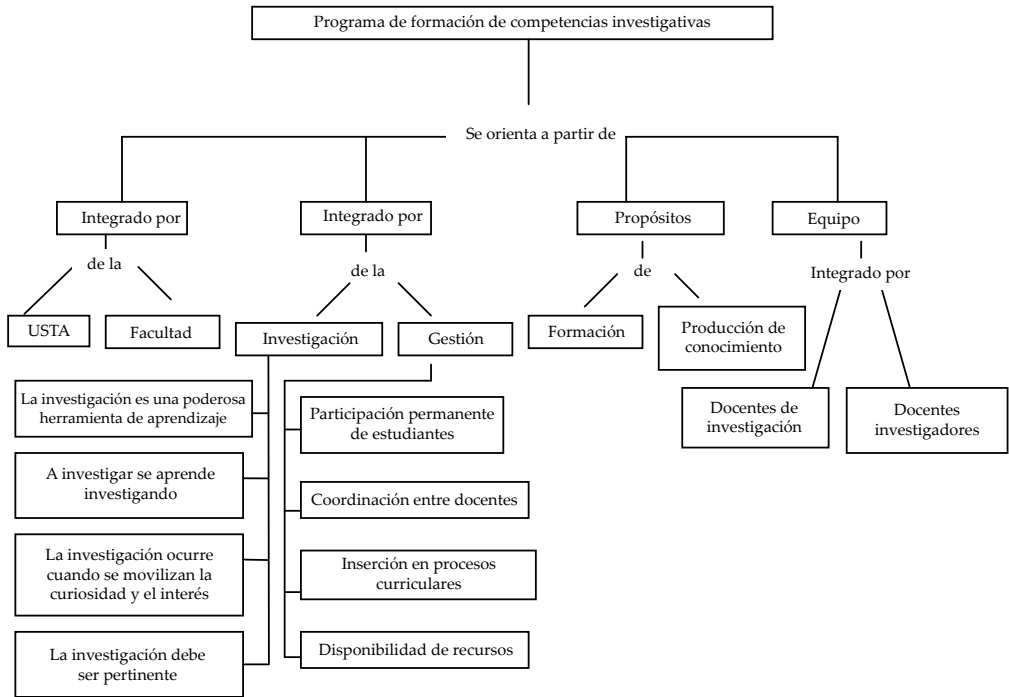 Programa de formación de competencias investigativas
Se orienta a partir de
Integrado por
Integrado por
Propósitos
Equipo
de la
de la
de
Integrado por
USTA
Facultad
Investigación
Gestión
Formación
Producción de
conocimiento
La investigación es una poderosa
herramienta de aprendizaje
A investigar se aprende
investigando
La investigación ocurre
cuando se movilizan la
curiosidad y el interés
La investigación debe
ser pertinente
Participación permanente
de estudiantes
Coordinación entre docentes
Inserción en procesos
curriculares
Disponibilidad de recursos
Docentes de
investigación
Docentes
investigadores